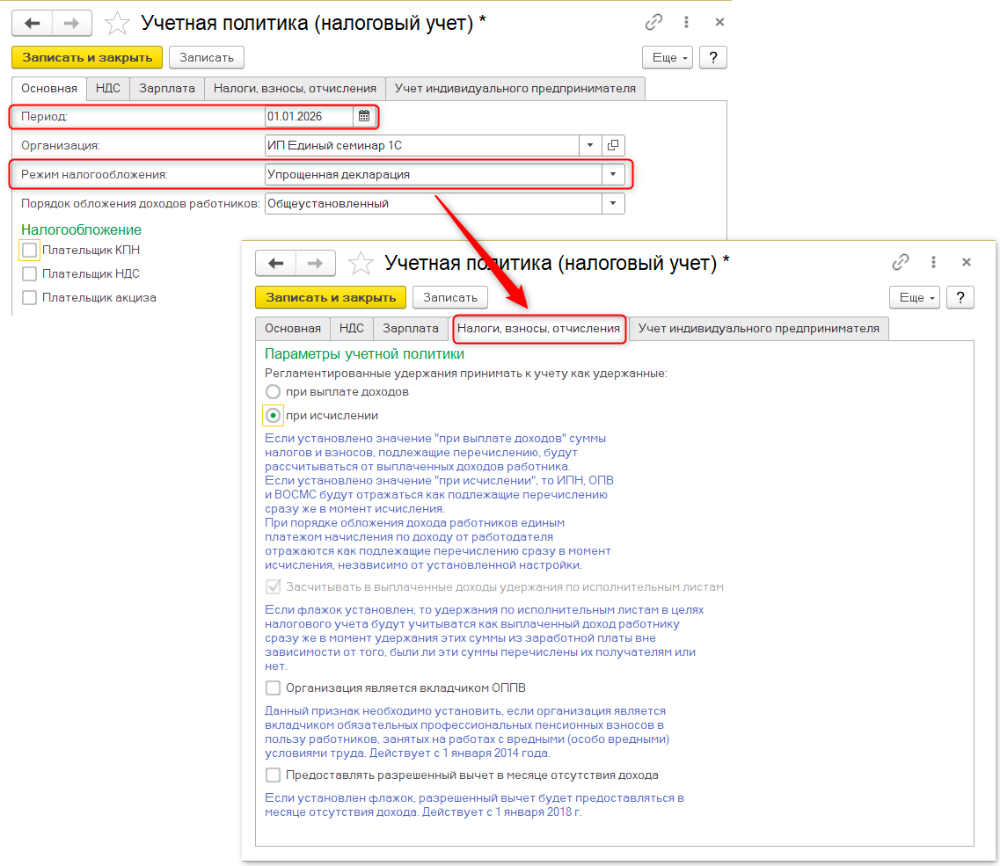 Учетная политика (налоговый учет) *
Записать и закрыть
Записать
Еще
?
Основная
НДС
Зарплата
Налоги, взносы, отчисления
Учет индивидуального предпринимателя
Период:
01.01.2026
Организация:
ИП Единый семинар 1С
Режим налогообложения:
Упрощенная декларация
Порядок обложения доходов работников:
Общеустановленный
Налогообложение
Плательщик КПН
Плательщик НДС
Плательщик акциза
Учетная политика (налоговый учет) *
Записать и закрыть
Записать
Еще
?
Основная
НДС
Зарплата
Налоги, взносы, отчисления
Учет индивидуального предпринимателя
Параметры учетной политики
Регламентированные удержания принимать к учету как удержанные:
при выплате доходов
при исчислении
Если установлено значение "при выплате доходов" суммы
налогов и взносов, подлежащие перечислению, будут
рассчитываться от выплаченных доходов работника.
Если установлено значение "при исчислении", то ИПН, ОПВ
и ВОСМС будут отражаться как подлежащие перечислению
сразу же в момент исчисления.
При порядке обложения дохода работников единым
платежом начисления по доходу от работодателя
отражаются как подлежащие перечислению сразу в момент
исчисления, независимо от установленной настройки.
Засчитывать в выплаченные доходы удержания по исполнительным листам
Если флажок установлен, то удержания по исполнительным листам в целях
налогового учета будут учитыватся как выплаченный доход работнику
сразу же в момент удержания этих суммы из заработной платы вне
зависимости от того, были ли эти суммы перечислены их получателям или
нет.
Организация является вкладчиком ОППВ
Данный признак необходимо установить, если организация является
вкладчиком обязательных профессиональных пенсионных взносов в
пользу работников, занятых на работах с вредными (особо вредными)
условиями труда. Действует с 1 января 2014 года.
Предоставлять разрешенный вычет в месяце отсутствия дохода
Если установлен флажок, разрешенный вычет будет предоставляться в
месяце отсутствия дохода. Действует с 1 января 2018 г.